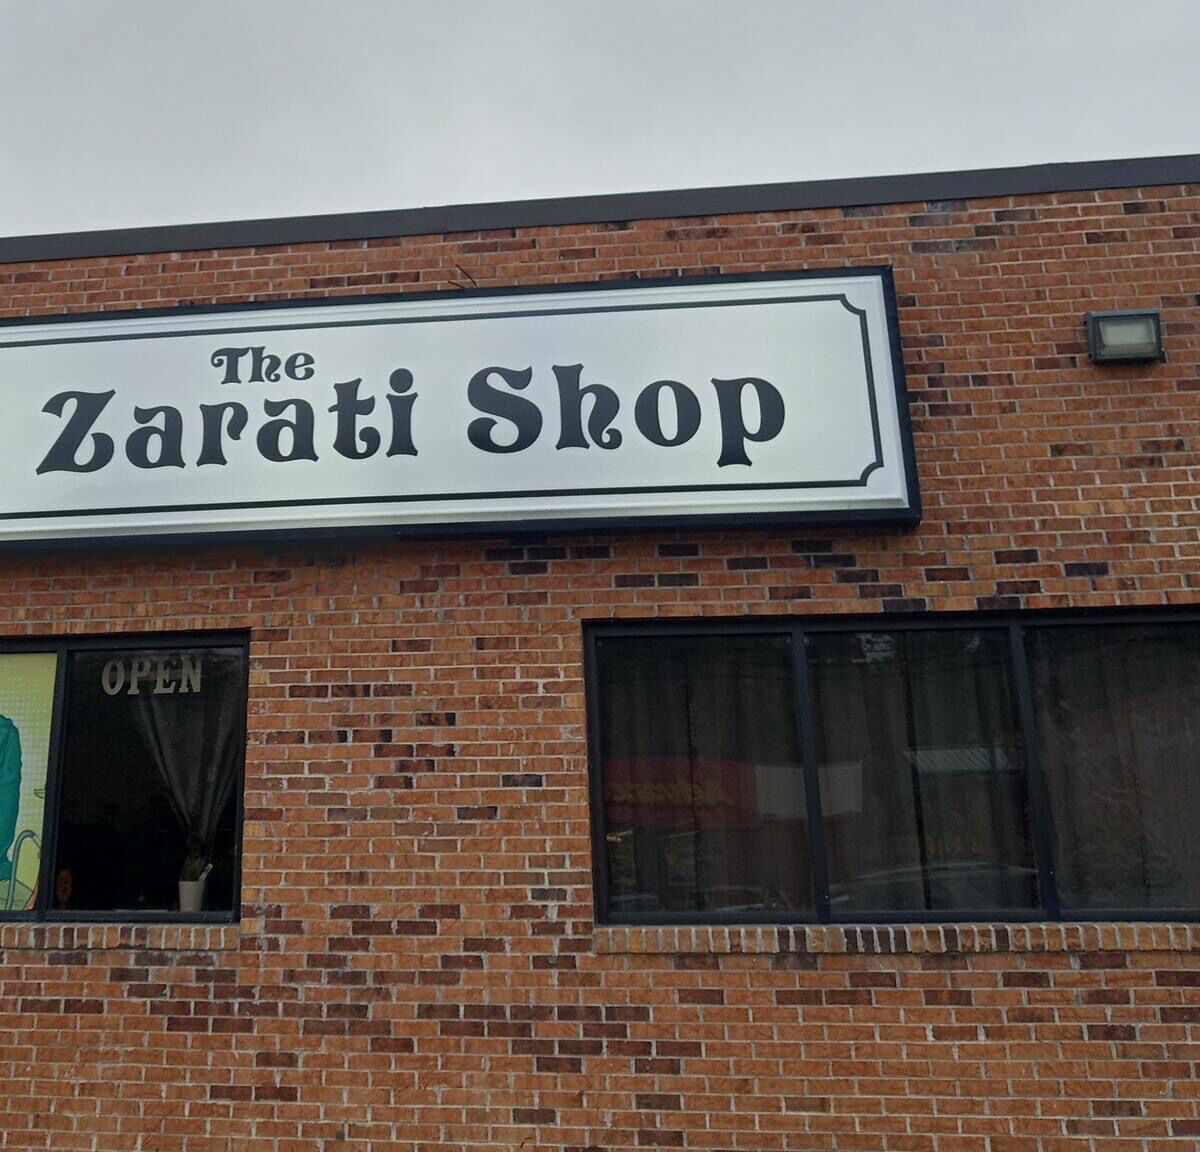 The
Zarati Shop
OPEN